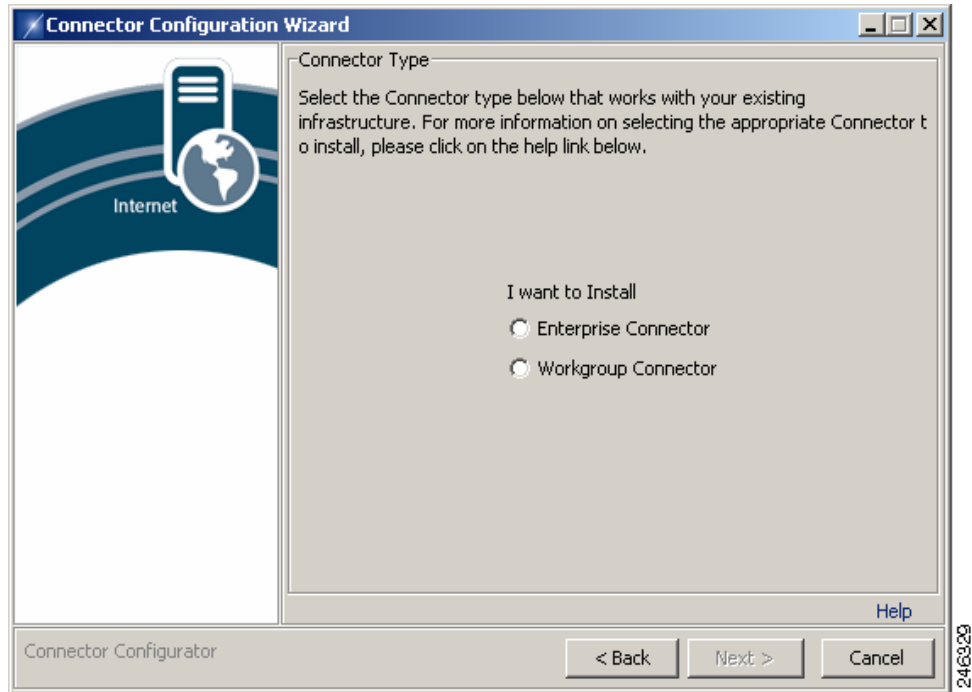 Connector Configuration Wizard
Connector Type
Select the Connector type below that works with your existing
infrastructure. For more information on selecting the appropriate Connector t
o install, please click on the help link below.
Internet
I want to Install
Enterprise Connector
Workgroup Connector
Help
Connector Configurator
< Back
Next >
Cancel
246329